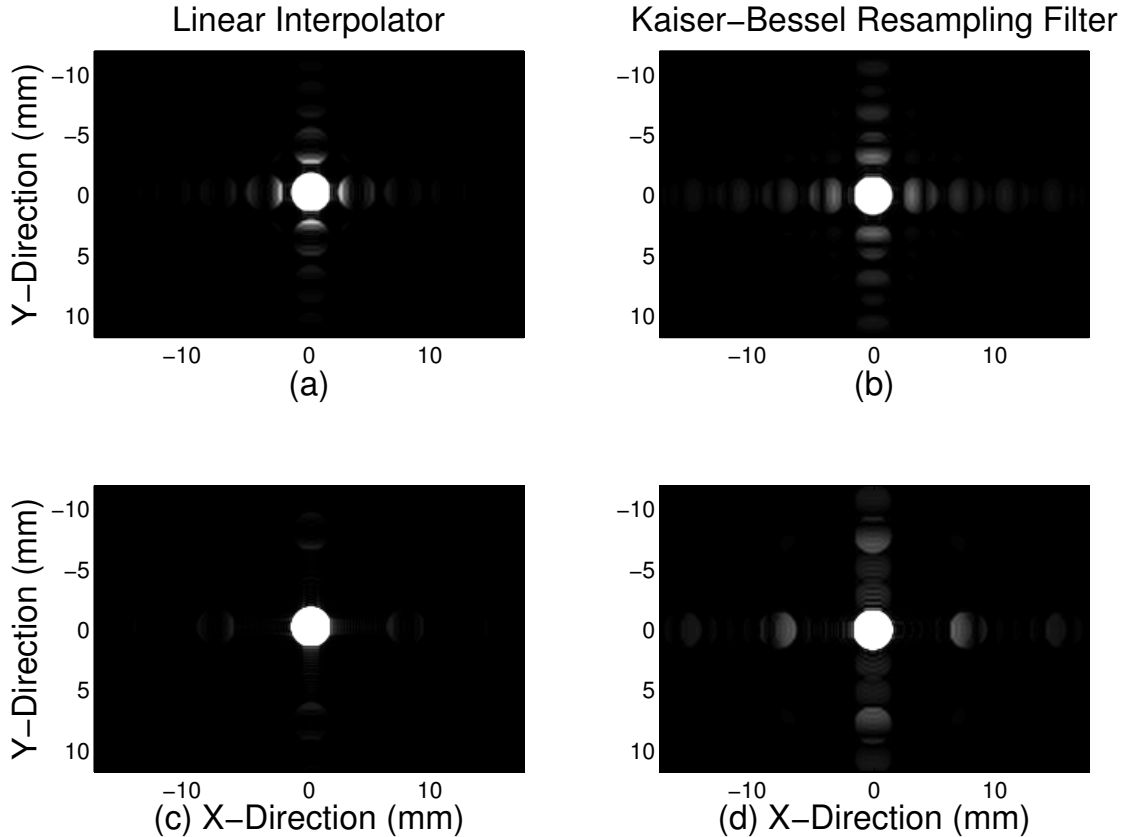 Linear Interpolator
Kaiser−Bessel Resampling Filter
Y−Direction (mm)
−10
−5
0
5
10
−10 0 10
(a)
−10
−5
0
5
10
−10 0 10
(b)
Y−Direction (mm)
−10
−5
0
5
10
−10 0 10
(c) X−Direction (mm)
−10
−5
0
5
10
−10 0 10
(d) X−Direction (mm)